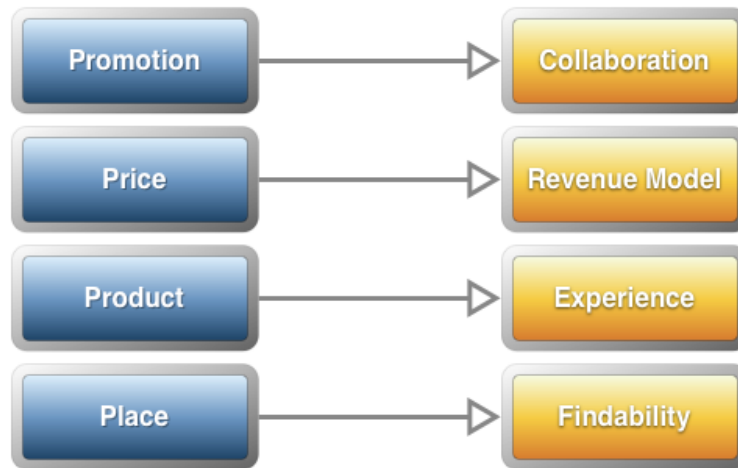 Promotion
Collaboration
Price
Revenue Model
Product
Experience
Place
Findability